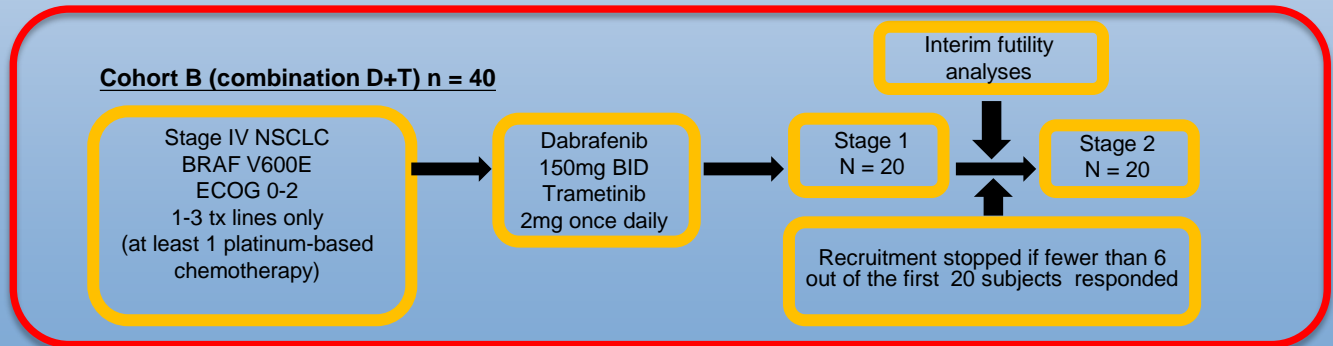 Cohort B (combination D+T) n = 40
Stage IV NSCLC
BRAF V600E
ECOG 0-2
1-3 tx lines only
(at least 1 platinum-based
chemotherapy)
Dabrafenib
150mg BID
Trametinib
2mg once daily
Stage 1
N = 20
Interim futility
analyses
Stage 2
N = 20
Recruitment stopped if fewer than 6
out of the first 20 subjects responded